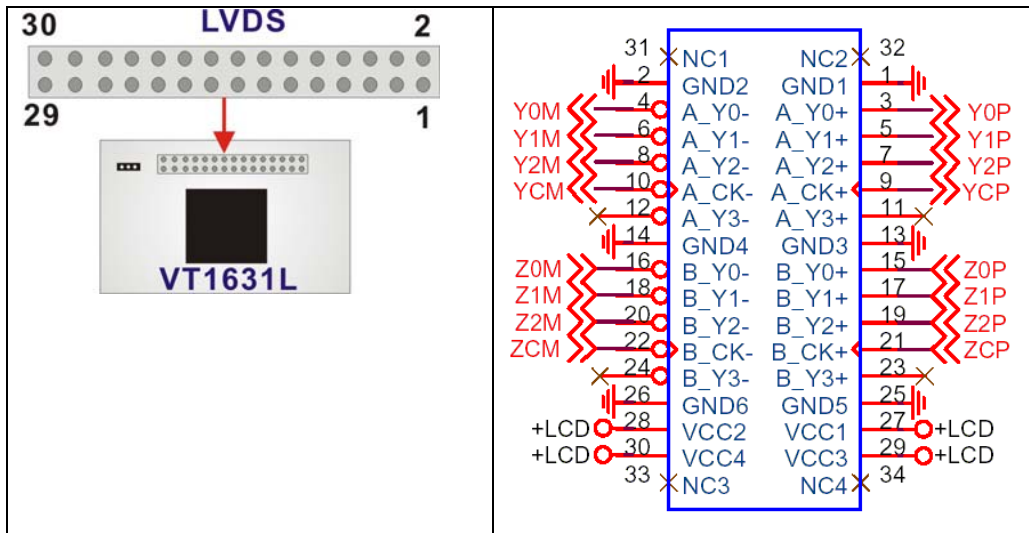 30 LVDS 2
29 1
VT1631L
31 NC1 NC2 32
2 GND2 GND1 1
Y0M 4 A_Y0- A_Y0+ 3 Y0P
Y1M 6 A_Y1- A_Y1+ 5 Y1P
Y2M 8 A_Y2- A_Y2+ 7 Y2P
YCM 10 A_CK- A_CK+ 9 YCP
12 A_Y3- A_Y3+ 11
14 GND4 GND3 13
Z0M 16 B_Y0- B_Y0+ 15 Z0P
Z1M 18 B_Y1- B_Y1+ 17 Z1P
Z2M 20 B_Y2- B_Y2+ 19 Z2P
ZCM 22 B_CK- B_CK+ 21 ZCP
24 B_Y3- B_Y3+ 23
26 GND6 GND5 25
+LCD 28 VCC2 VCC1 27 +LCD
+LCD 30 VCC4 VCC3 29 +LCD
33 NC3 NC4 34